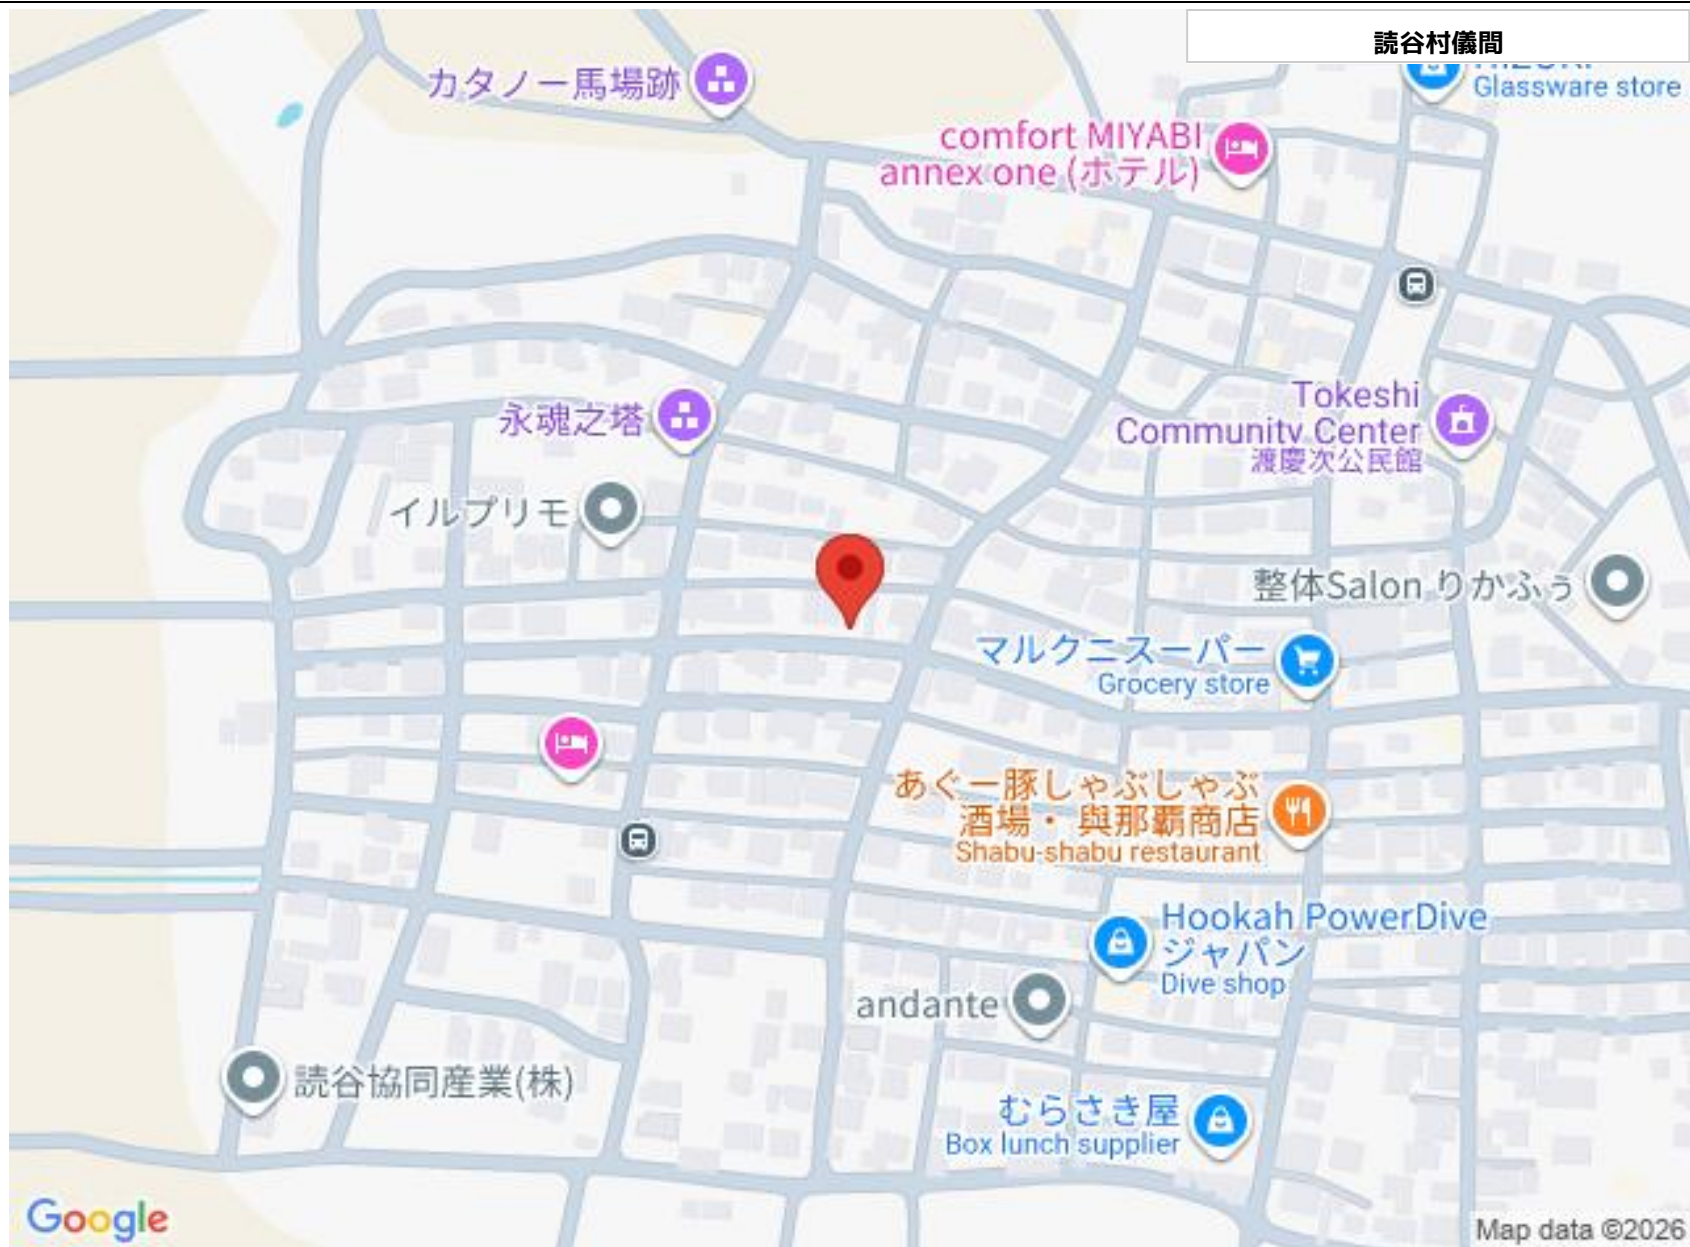 読谷村儀間
Glassware store
カタノー馬場跡
comfort MIYABI
annex one (ホテル)
Tokeshi
Community Center
渡慶次公民館
永魂之塔
イルプリモ
整体Salon りかふぅ
マルクニスーパー
Grocery store
あぐー豚しゃぶしゃぶ
酒場・與那覇商店
Shabu-shabu restaurant
Hookah PowerDive
ジャパン
Dive shop
andante
読谷協同産業(株)
むらさき屋
Box lunch supplier
Google
Map data ©2026